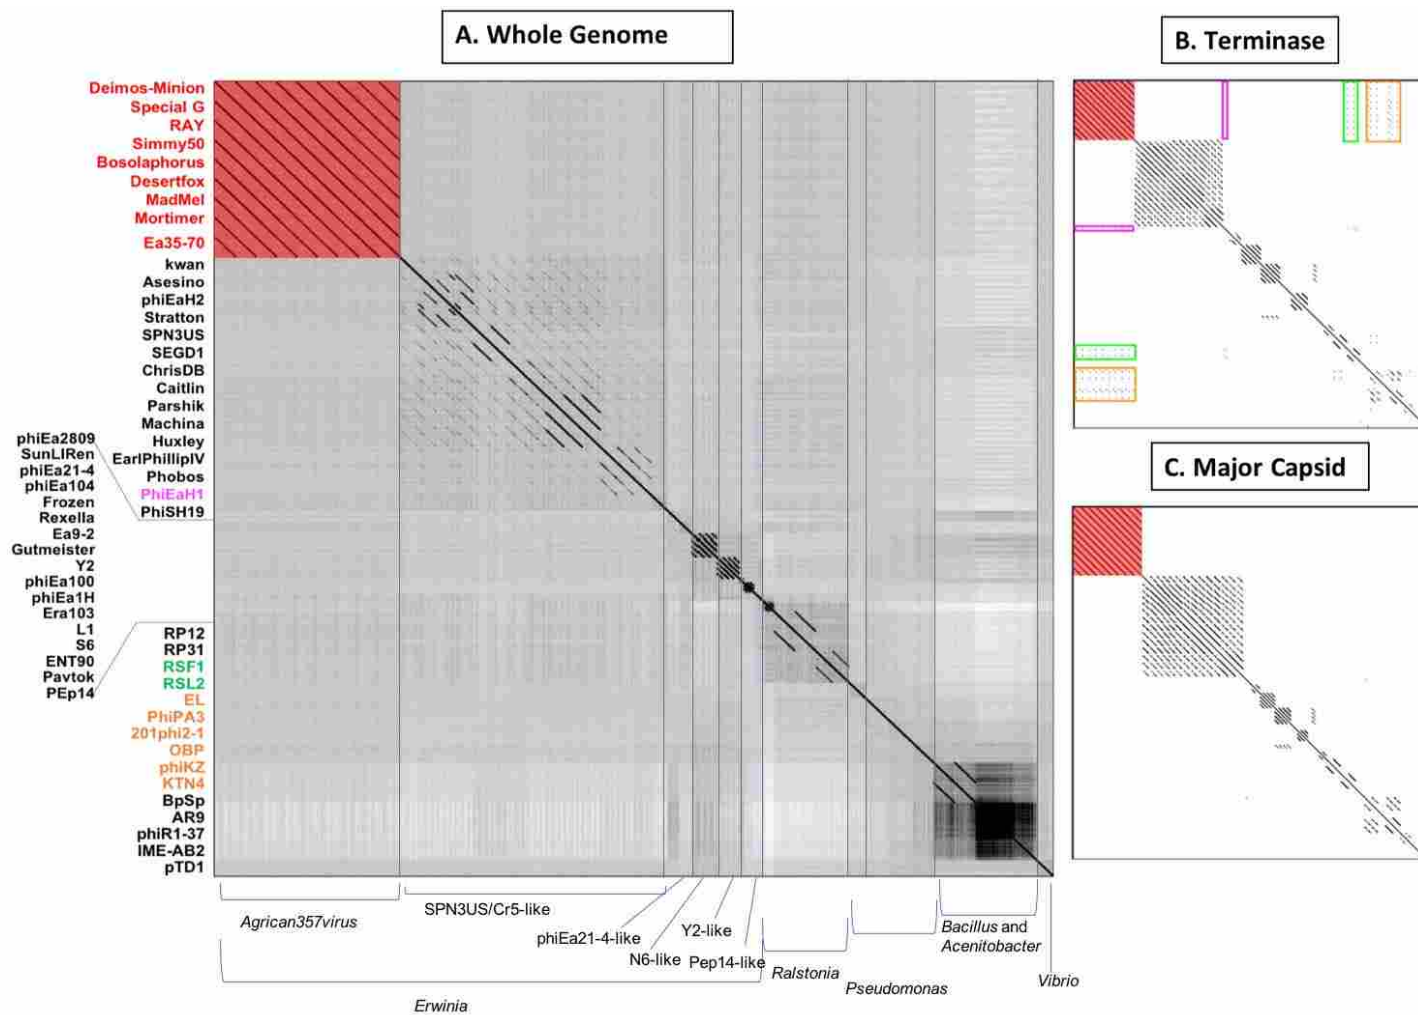 A. Whole Genome
B. Terminase
Deimos-Minion
Special G
RAY
Simmy50
Bosolaphorus
Desertfox
MadMel
Mortimer
Ea35-70
kwan
Asesino
phiEaH2
Stratton
SPN3US
SEGD1
ChrisDB
Caitlin
Parshik
Machina
Huxley
EarlPhillipIV
Phobos
PhiEaH1
PhiSH19
phiEa2809
SunLIRen
phiEa21-4
phiEa104
Frozen
Rexella
Ea9-2
Gutmeister
Y2
phiEa100
phiEa1H
Era103
L1
S6
ENT90
Pavtok
PEp14
RP12
RP31
RSF1
RSL2
EL
PhiPA3
201phi2-1
OBP
phiKZ
KTN4
BpSp
AR9
phiR1-37
IME-AB2
pTD1
C. Major Capsid
Agrican357virus
SPN3US/Cr5-like
phiEa21-4-like
N6-like
Y2-like
Pep14-like
Ralstonia
Pseudomonas
Bacillus and
Acenitobacter
Vibrio
Erwinia